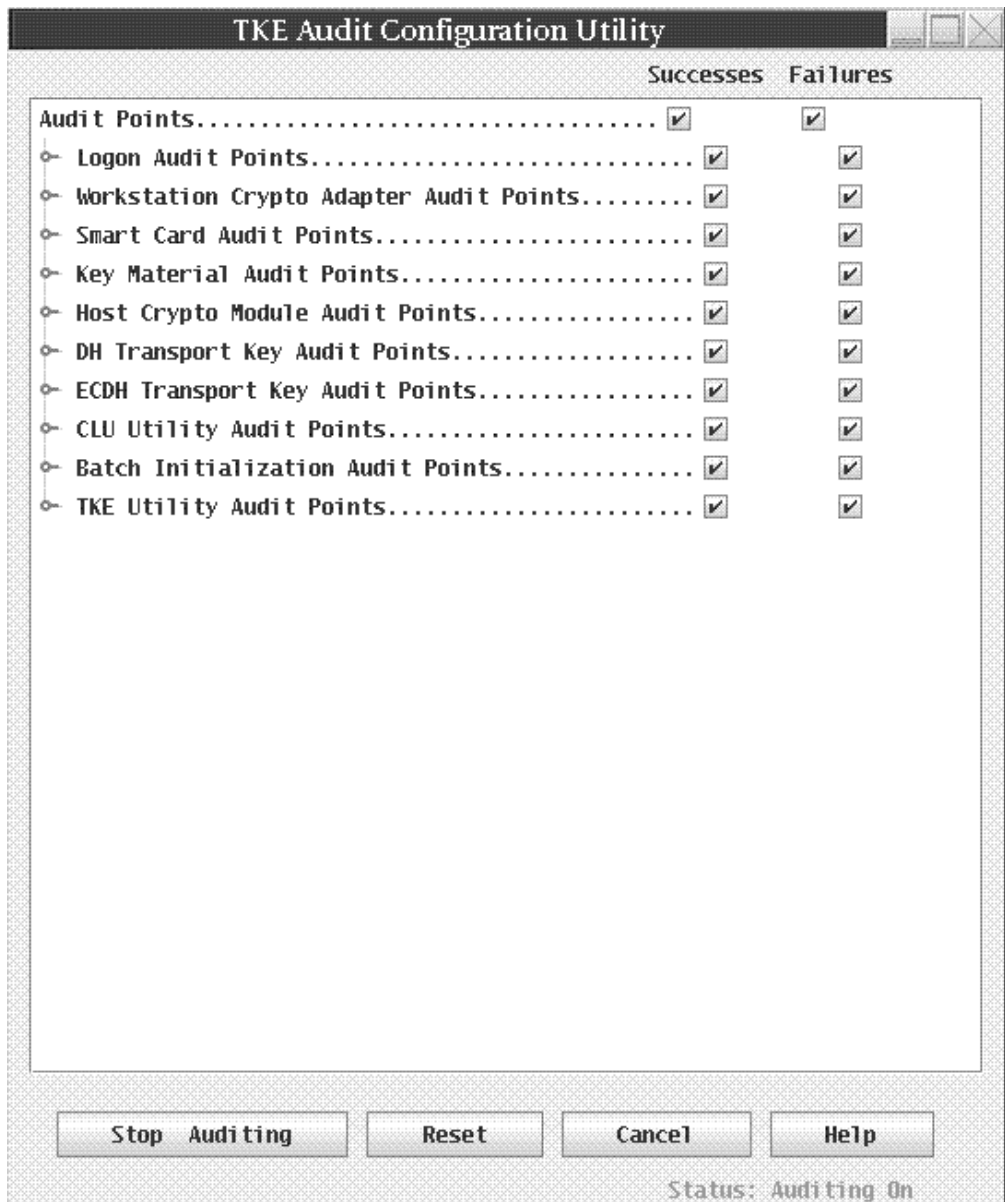 TKE Audit Configuration Utility
Successes Failures
Audit Points...................................
Logon Audit Points..............................
Workstation Crypto Adapter Audit Points.........
Smart Card Audit Points.........................
Key Material Audit Points.......................
Host Crypto Module Audit Points.................
DH Transport Key Audit Points...................
ECDH Transport Key Audit Points.................
CLU Utility Audit Points........................
Batch Initialization Audit Points...............
TKE Utility Audit Points........................
Stop Auditing Reset Cancel Help
Status: Auditing On